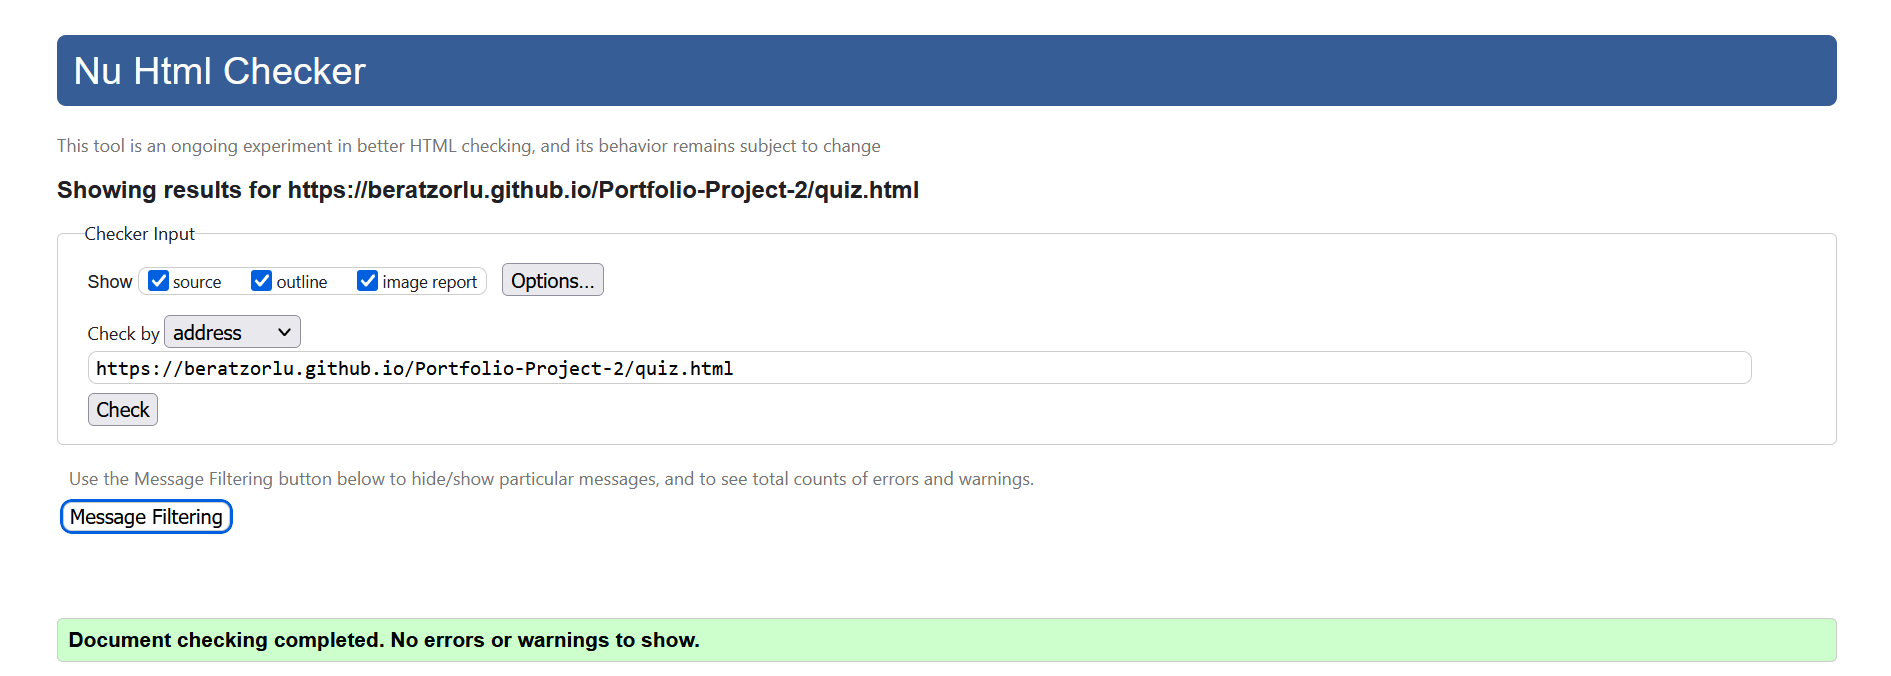 Nu Html Checker
This tool is an ongoing experiment in better HTML checking, and its behavior remains subject to change
Showing results for https://beratzorlu.github.io/Portfolio-Project-2/quiz.html
Checker Input
Show source outline image report Options...
Check by address
https://beratzorlu.github.io/Portfolio-Project-2/quiz.html
Check
Use the Message Filtering button below to hide/show particular messages, and to see total counts of errors and warnings.
Message Filtering
Document checking completed. No errors or warnings to show.